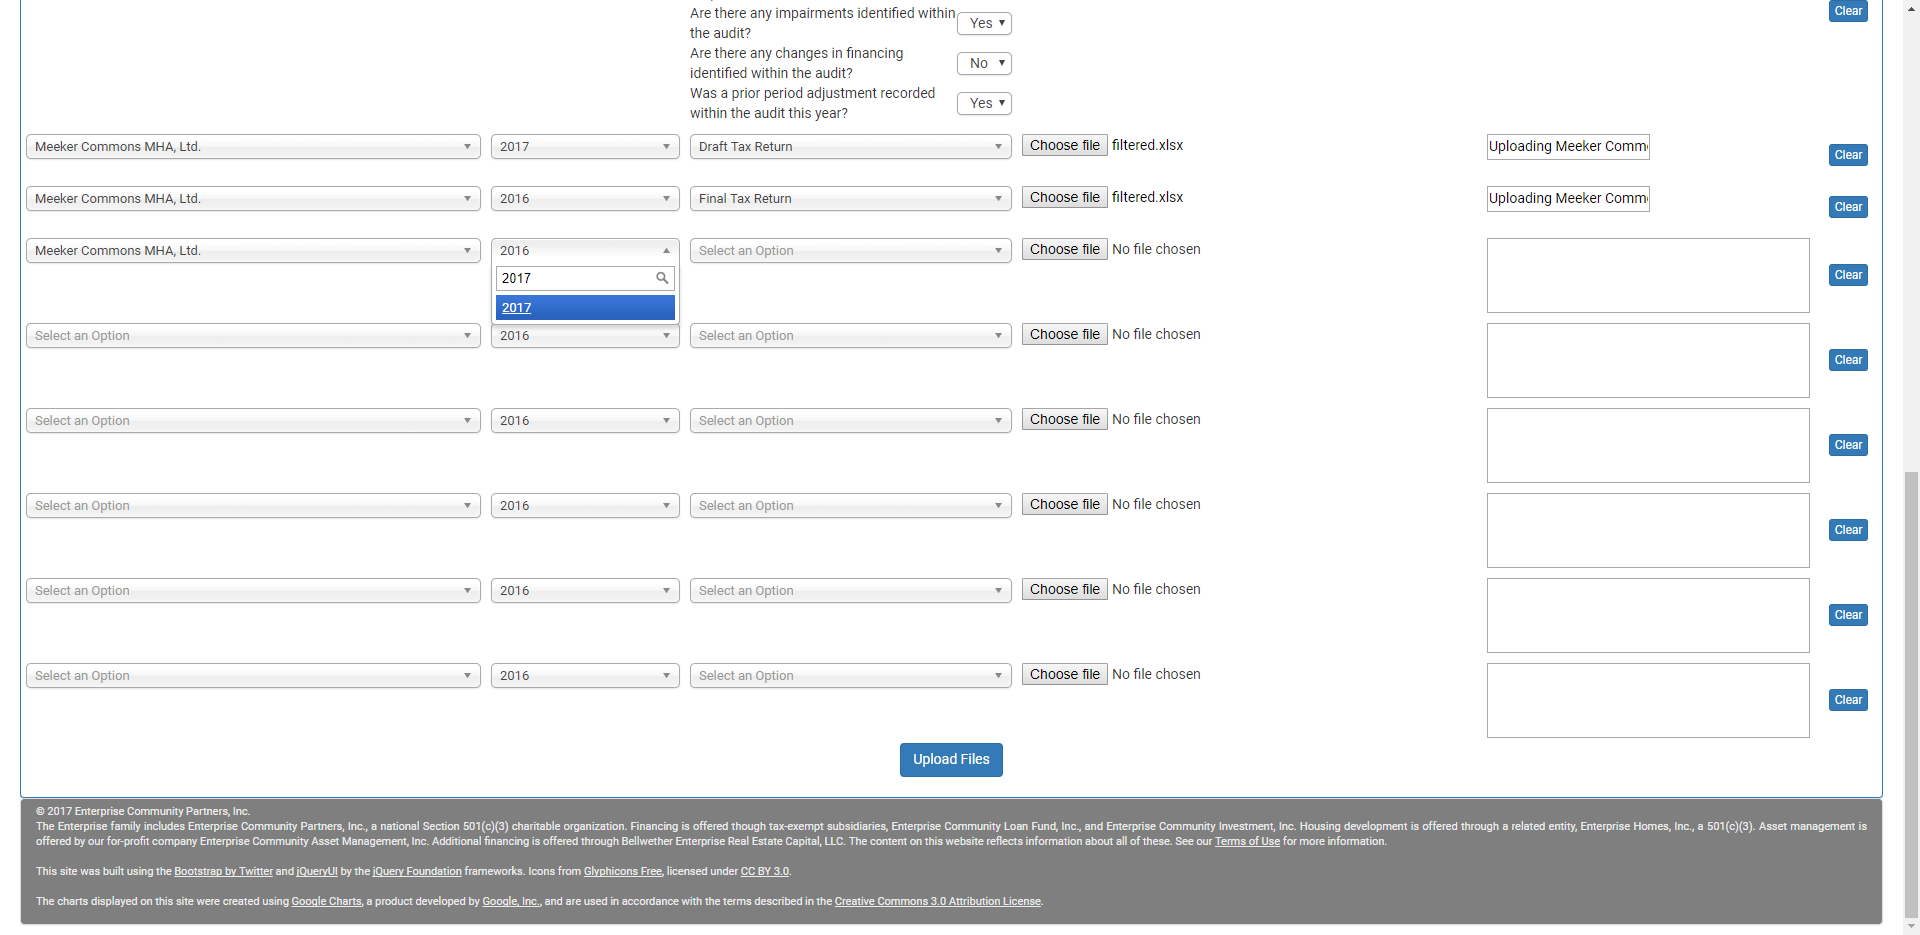 Are there any impairments identified within
the audit?
Yes
Clear
Are there any changes in financing
identified within the audit?
No
Was a prior period adjustment recorded
within the audit this year?
Yes
Meeker Commons MHA, Ltd. 2017 Draft Tax Return Choose file filtered.xlsx Uploading Meeker Comm Clear
Meeker Commons MHA, Ltd. 2016 Final Tax Return Choose file filtered.xlsx Uploading Meeker Comm Clear
Meeker Commons MHA, Ltd. 2016 Select an Option Choose file No file chosen Clear
2017
2017
Select an Option 2016 Select an Option Choose file No file chosen Clear
Select an Option 2016 Select an Option Choose file No file chosen Clear
Select an Option 2016 Select an Option Choose file No file chosen Clear
Select an Option 2016 Select an Option Choose file No file chosen Clear
Select an Option 2016 Select an Option Choose file No file chosen Clear
Upload Files
© 2017 Enterprise Community Partners, Inc.
The Enterprise family includes Enterprise Community Partners, Inc., a national Section 501(c)(3) charitable organization. Financing is offered though tax-exempt subsidiaries, Enterprise Community Loan Fund, Inc., and Enterprise Community Investment, Inc. Housing development is offered through a related entity, Enterprise Homes, Inc., a 501(c)(3). Asset management is
offered by our for-profit company Enterprise Community Asset Management, Inc. Additional financing is offered through Bellwether Enterprise Real Estate Capital, LLC. The content on this website reflects information about all of these. See our Terms of Use for more information.
This site was built using the Bootstrap by Twitter and jQueryUI by the jQuery Foundation frameworks. Icons from Glyphicons Free, licensed under CC BY 3.0.
The charts displayed on this site were created using Google Charts, a product developed by Google, Inc., and are used in accordance with the terms described in the Creative Commons 3.0 Attribution License.